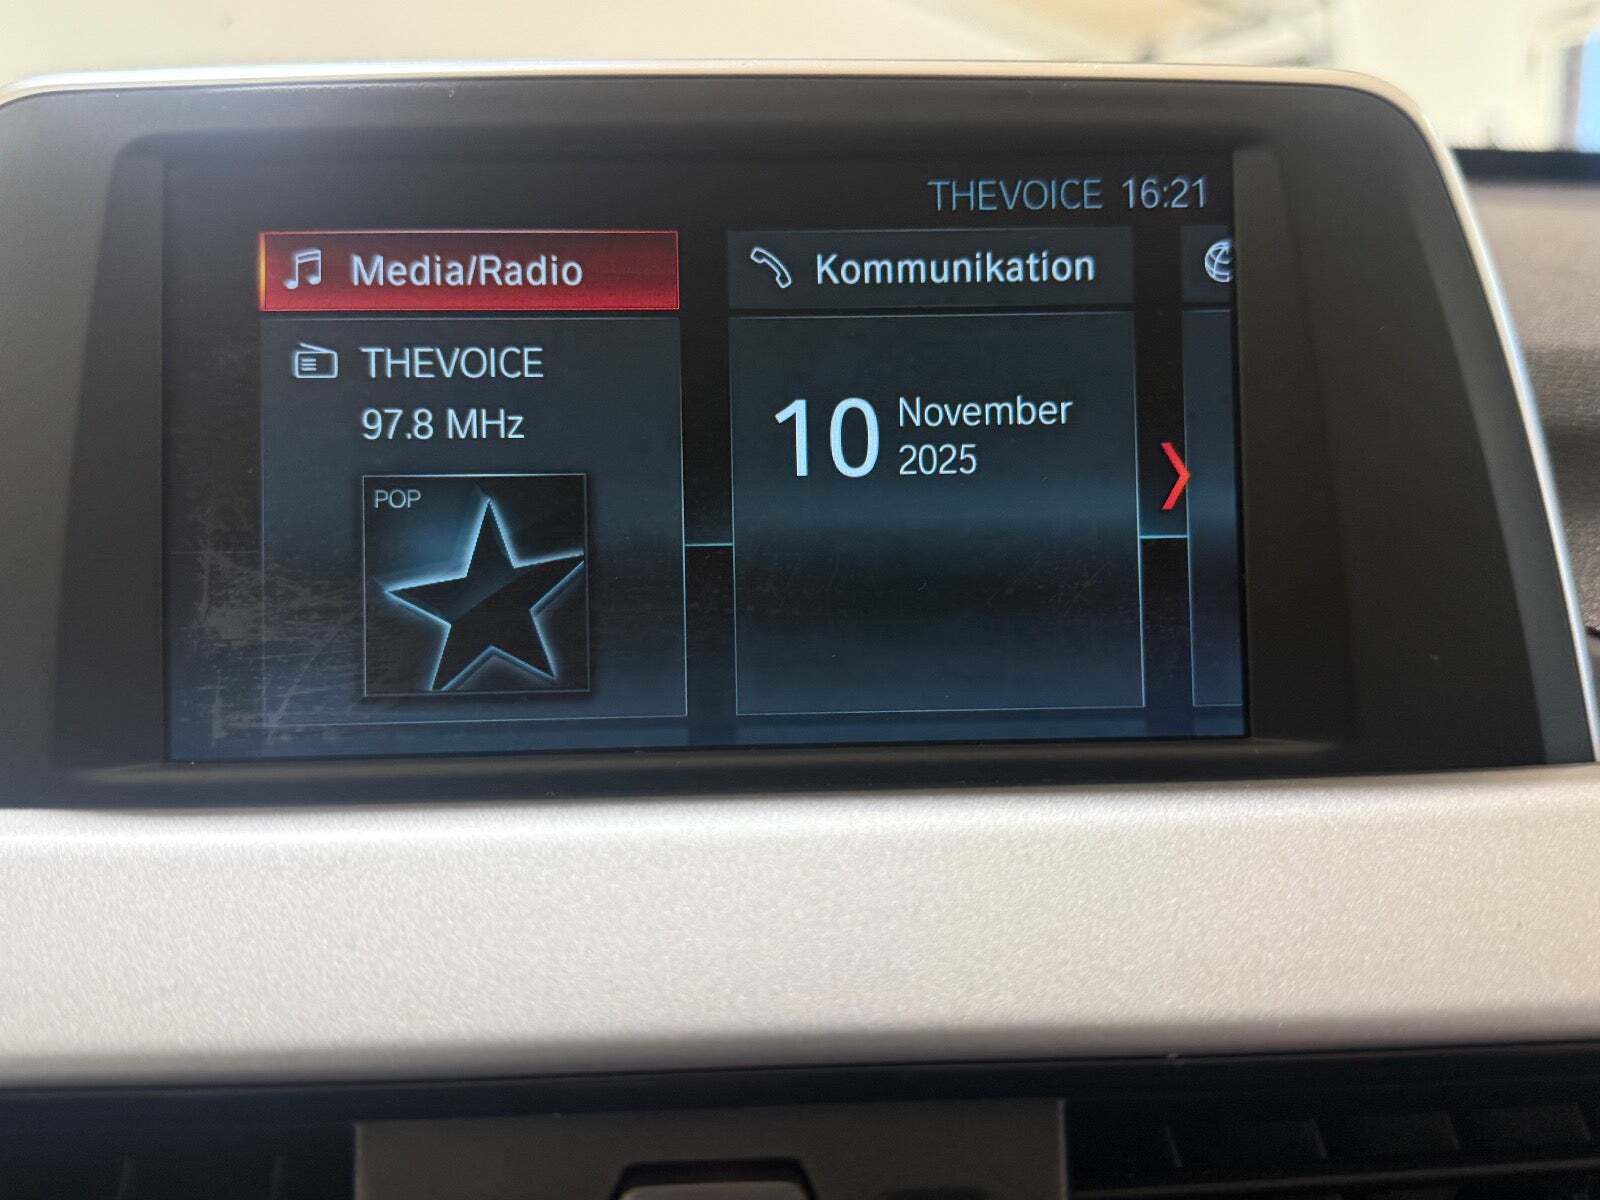 THEVOICE 16:21
Media/Radio
THEVOICE
97.8 MHz
POP
Kommunikation
10 November
2025